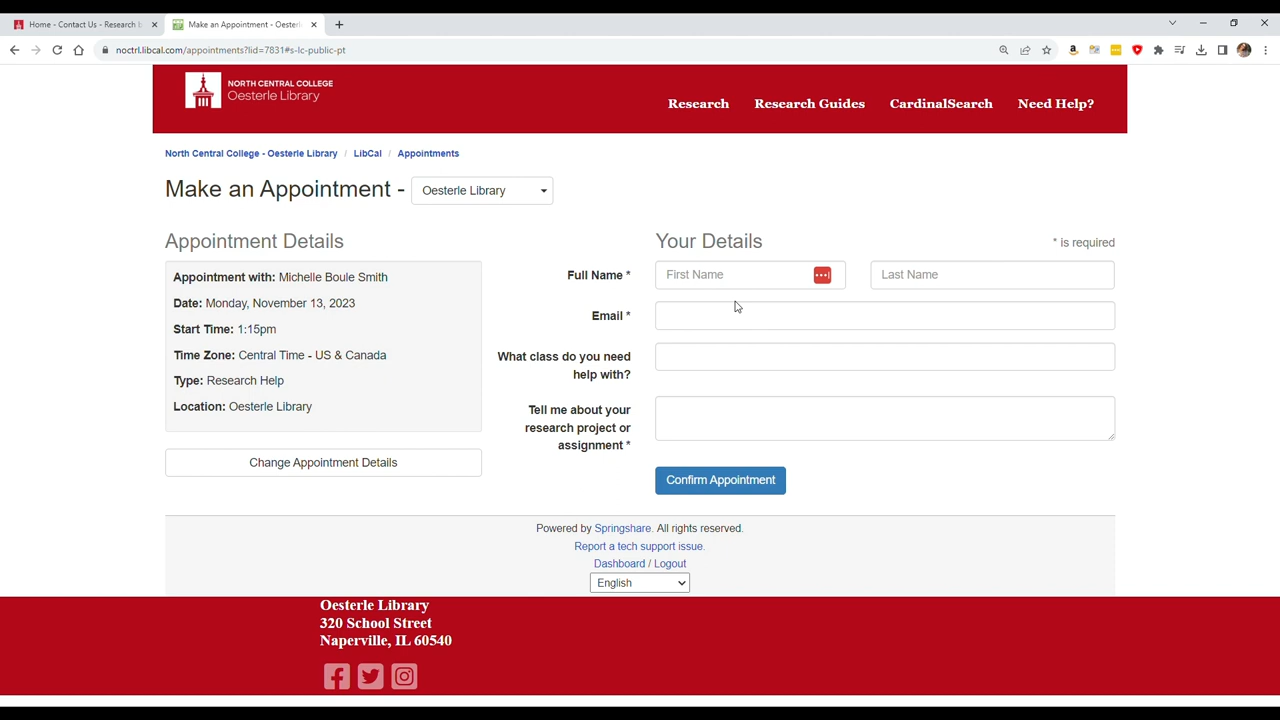 Home - Contact Us - Research
Make an Appointment - Oesterl
noctrl.libcal.com/appointments?lid=7831#s-lc-public-pt
NORTH CENTRAL COLLEGE
Oesterle Library
Research Research Guides CardinalSearch Need Help?
North Central College - Oesterle Library / LibCal / Appointments
Make an Appointment - Oesterle Library
Appointment Details
Appointment with: Michelle Boule Smith
Date: Monday, November 13, 2023
Start Time: 1:15pm
Time Zone: Central Time - US & Canada
Type: Research Help
Location: Oesterle Library
Change Appointment Details
Your Details
* is required
Full Name * First Name Last Name
Email *
What class do you need
help with?
Tell me about your
research project or
assignment *
Confirm Appointment
Powered by Springshare. All rights reserved.
Report a tech support issue.
Dashboard / Logout
English
Oesterle Library
320 School Street
Naperville, IL 60540